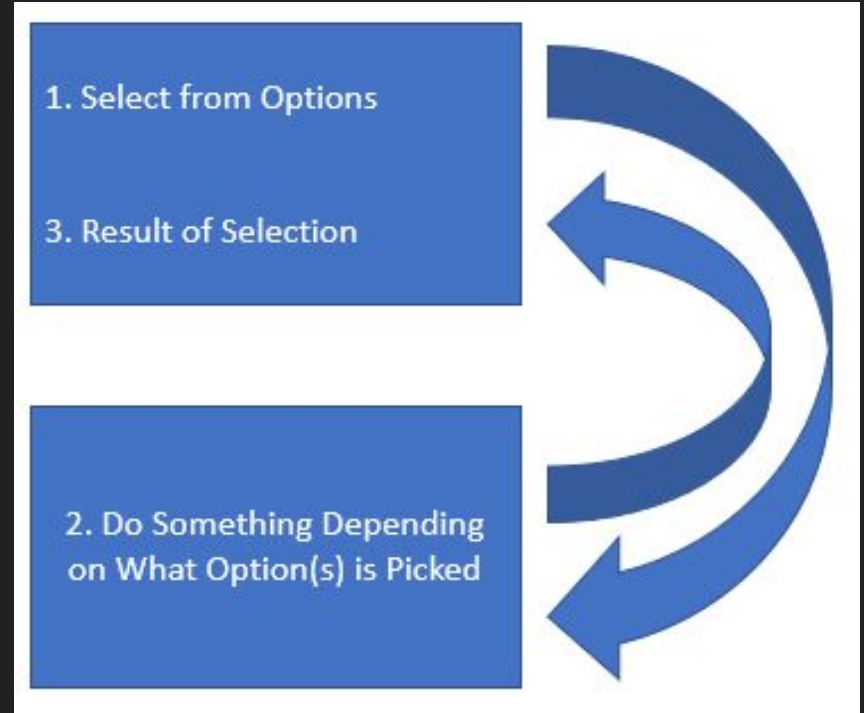 1. Select from Options
3. Result of Selection
2. Do Something Depending
on What Option(s) is Picked